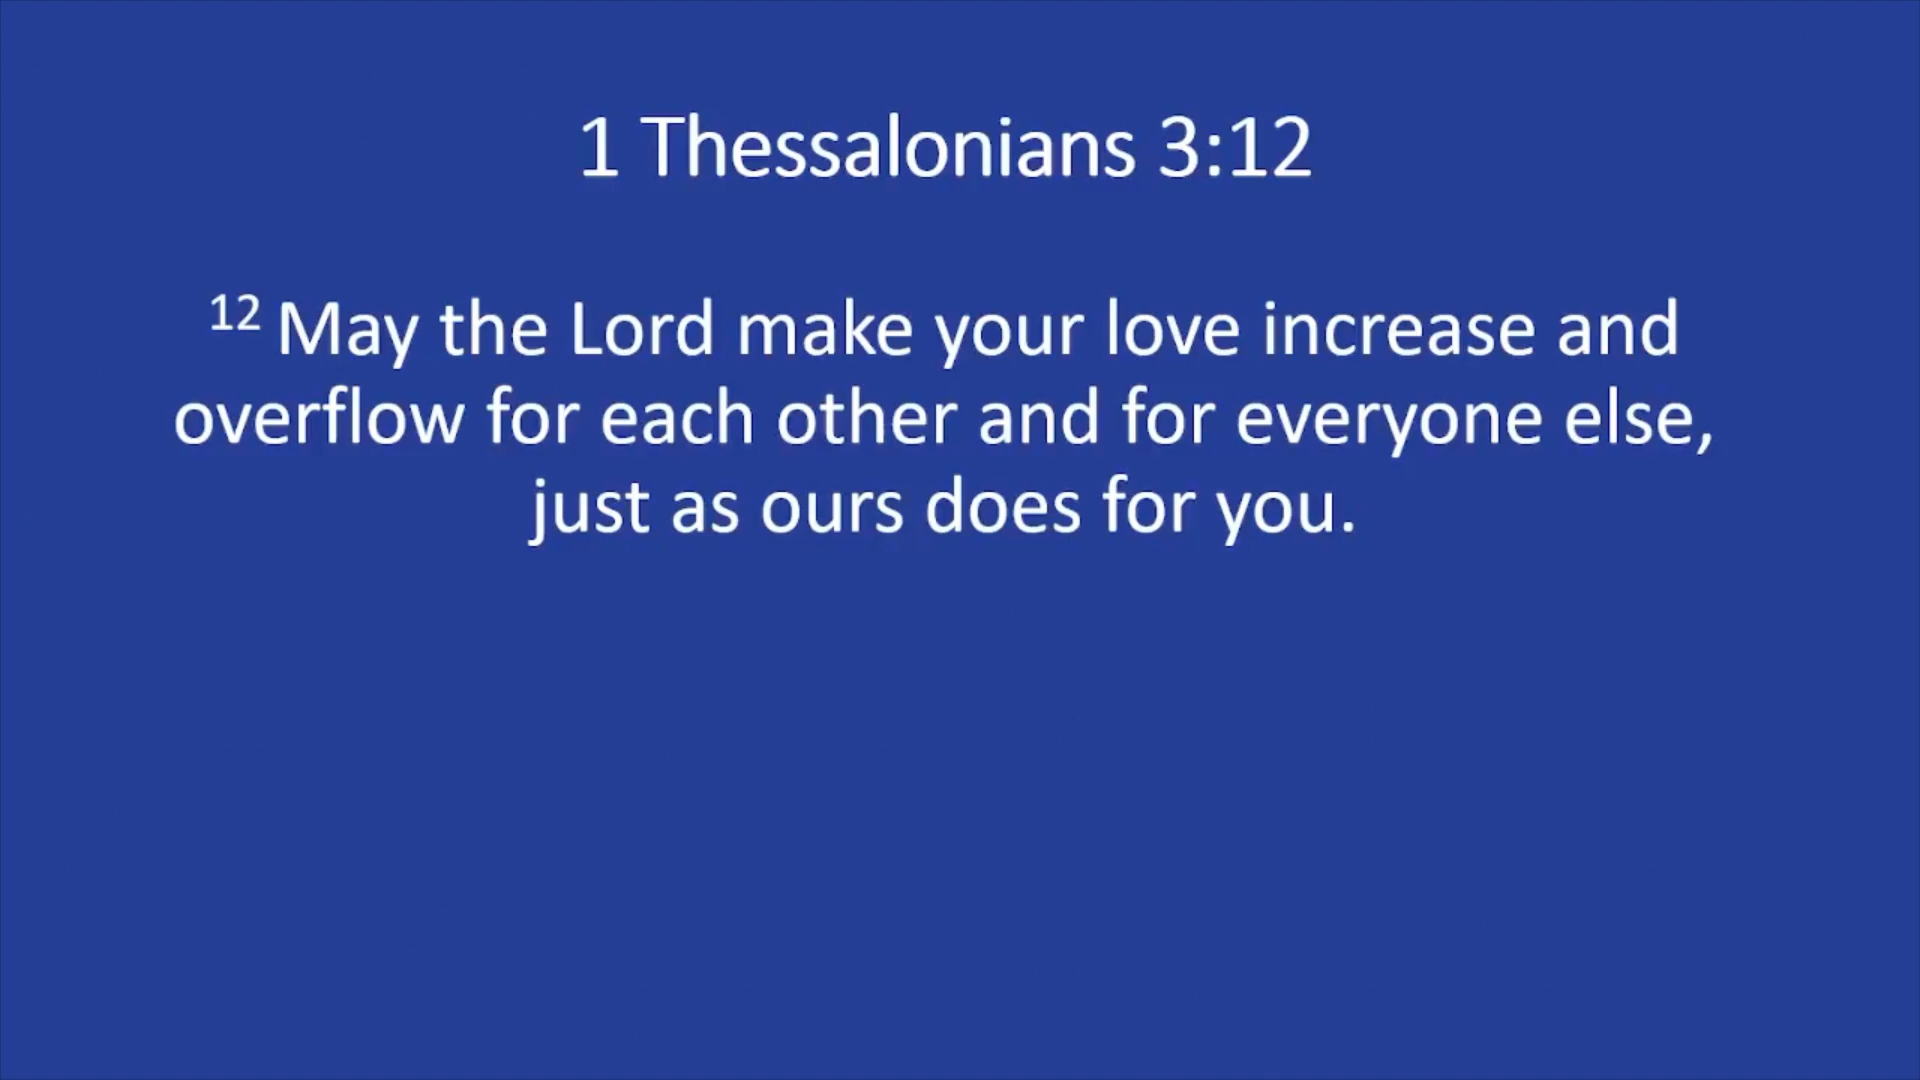 1 Thessalonians 3:12
12 May the Lord make your love increase and
overflow for each other and for everyone else,
just as ours does for you.